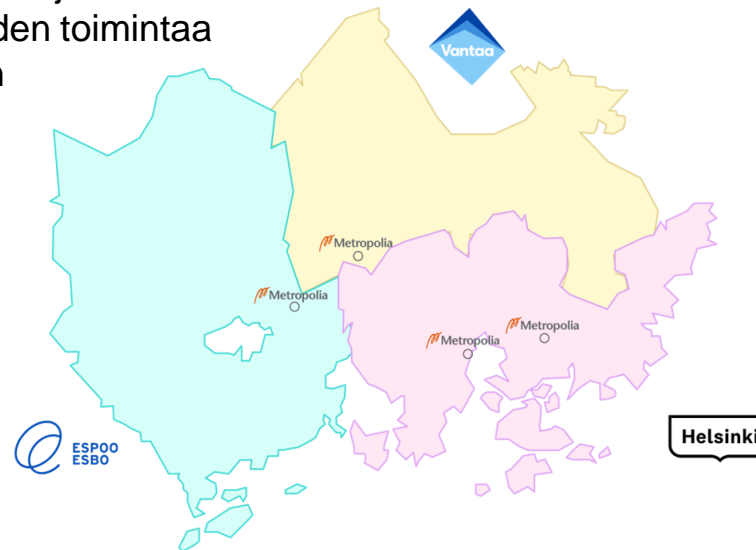 den toimintaa
Vantaa
Metropolia
Metropolia
Metropolia
Metropolia
ESPOO
ESBO
Helsinki